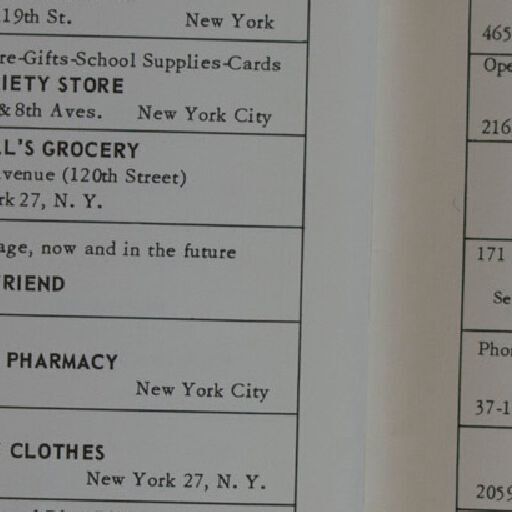 19th St. New York
re-Gifts-School Supplies-Cards
IETY STORE
& 8th Aves. New York City
L'S GROCERY
venue (120th Street)
rk 27, N. Y.
age, now and in the future
RIEND
PHARMACY
New York City
CLOTHES
New York 27, N. Y.
465
Ope
216
171
Se
Pho
37-1
2059